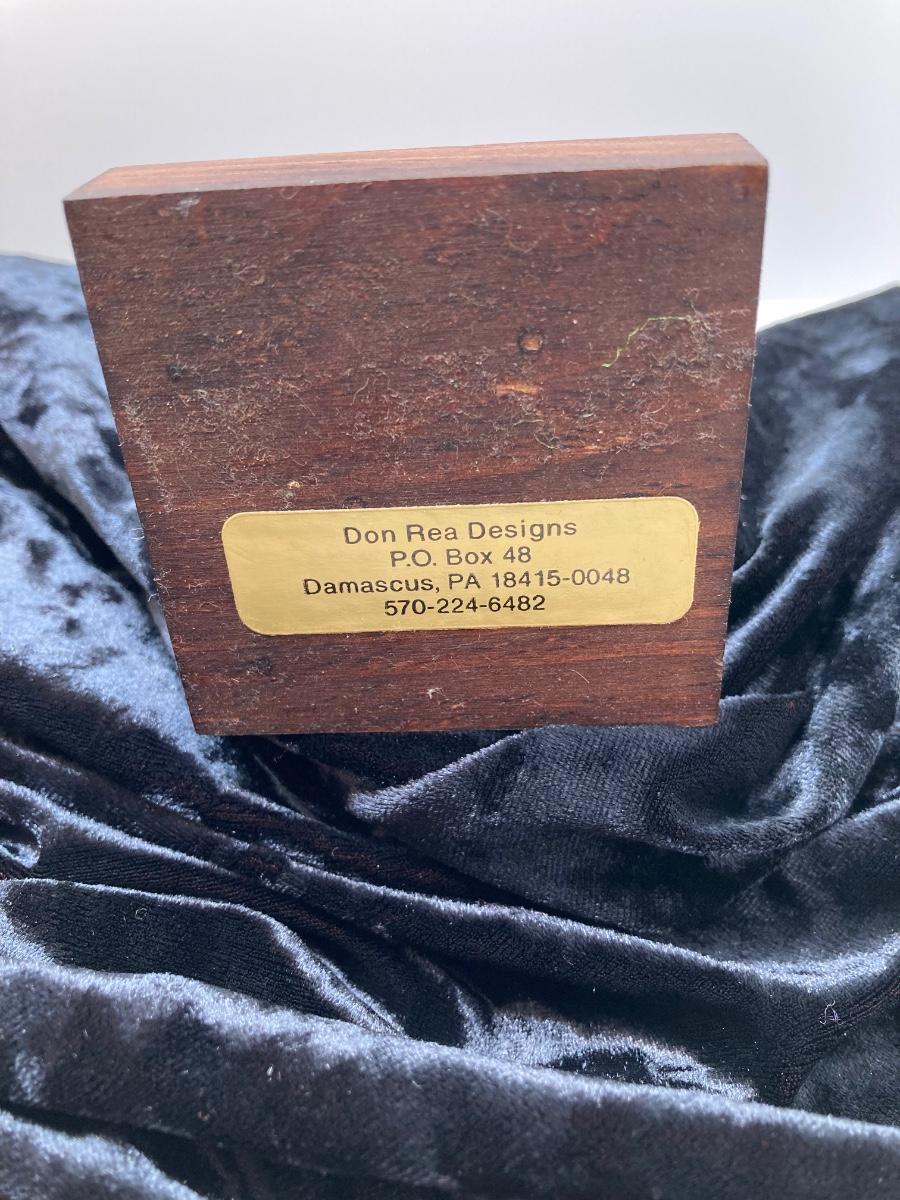 Don Rea Designs
P.O. Box 48
Damascus, PA 18415-0048
570-224-6482